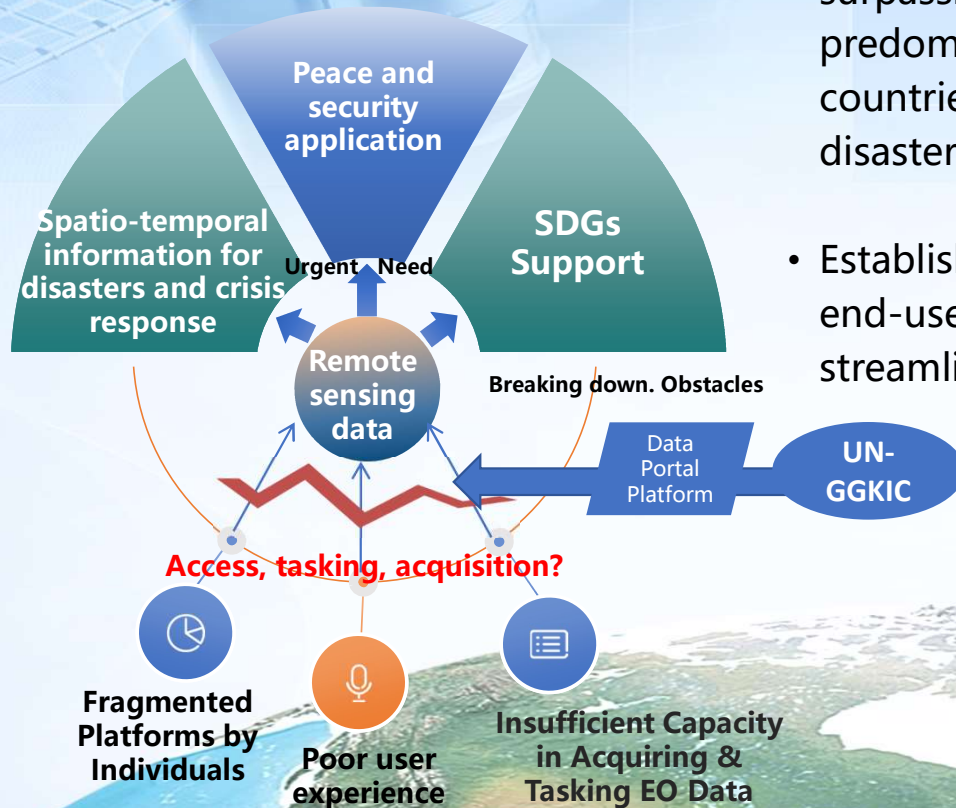 Peace and
security
application
Spatio-temporal
information for
disasters and crisis
response
SDGs
Support
Urgent Need
Remote
sensing
data
Breaking down. Obstacles
Data
Portal
Platform
UN-
GGKIC
Access, tasking, acquisition?
Fragmented
Platforms by
Individuals
Poor user
experience
Insufficient Capacity
in Acquiring &
Tasking EO Data
predom
countrie
disaster
• Establish
end-use
streamli